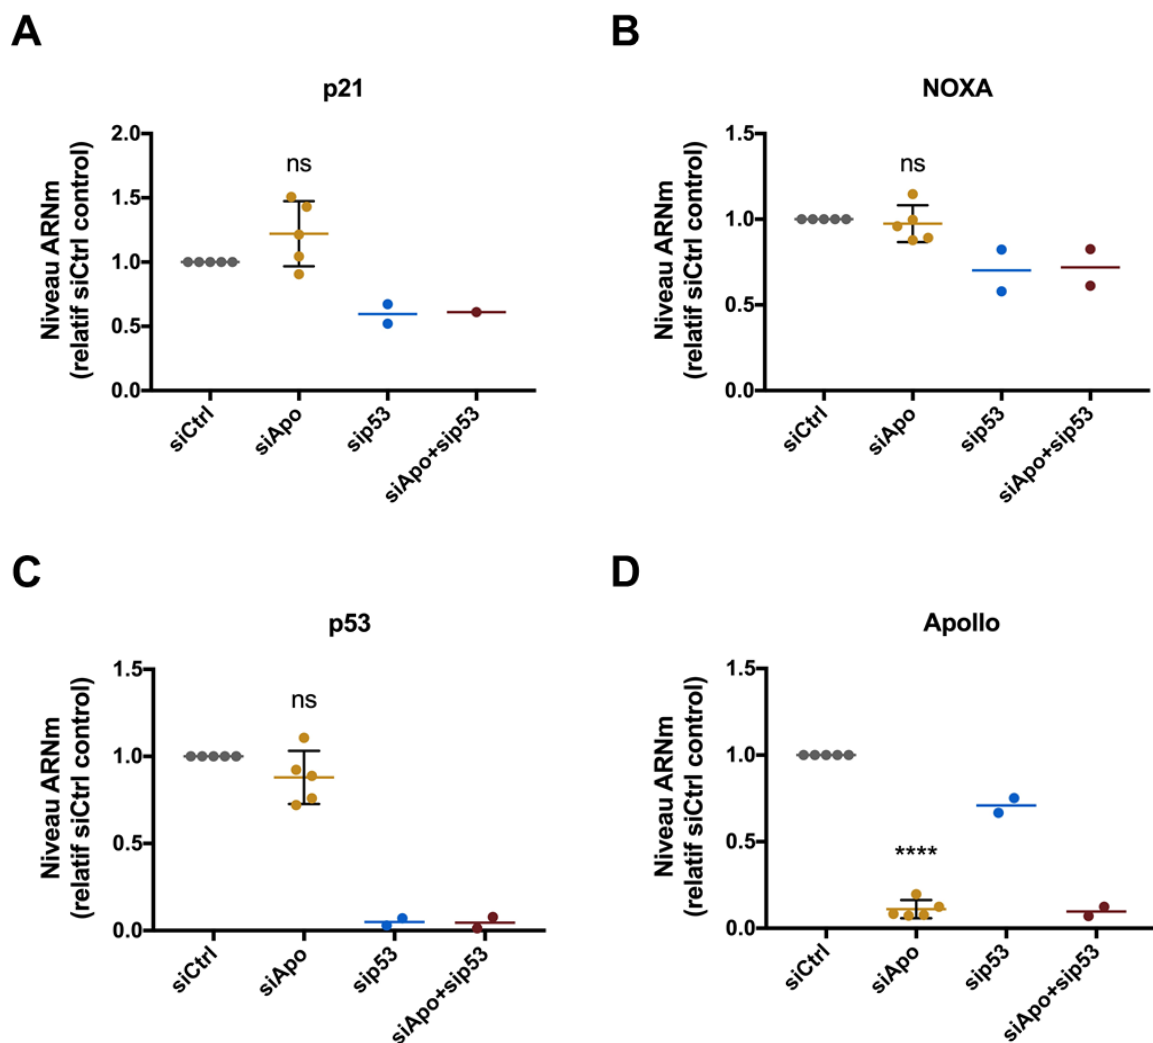 A
p21
Niveau ARNm
(relatif siCtrl control)
2.0
1.5
1.0
0.5
0.0
ns
siCtrl
siApo
sip53
siApo+sip53
B
NOXA
Niveau ARNm
(relatif siCtrl control)
1.5
1.0
0.5
0.0
ns
siCtrl
siApo
sip53
siApo+sip53
C
p53
Niveau ARNm
(relatif siCtrl control)
1.5
1.0
0.5
0.0
ns
siCtrl
siApo
sip53
siApo+sip53
D
Apollo
Niveau ARNm
(relatif siCtrl control)
1.5
1.0
0.5
0.0
****
siCtrl
siApo
sip53
siApo+sip53